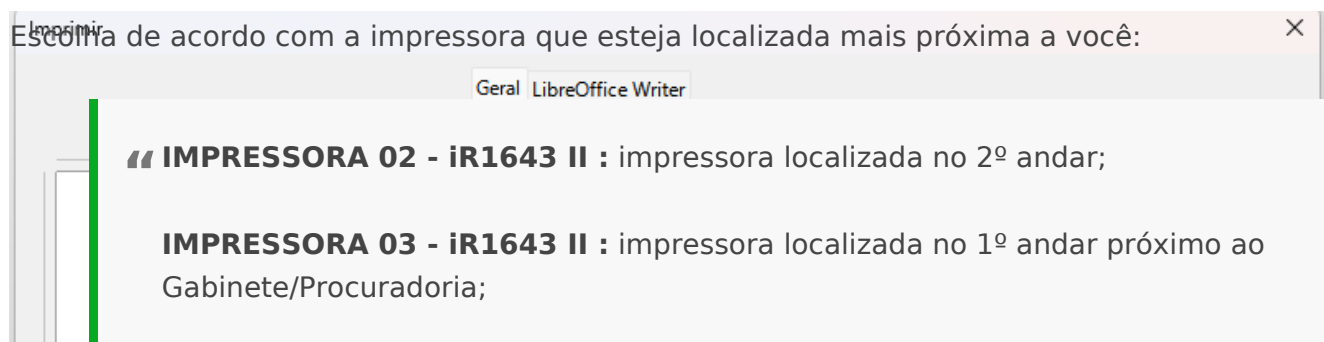 Imprimir
Escolha de acordo com a impressora que esteja localizada mais próxima a você:
Geral LibreOffice Writer
“ IMPRESSORA 02 - iR1643 II : impressora localizada no 2º andar;
IMPRESSORA 03 - iR1643 II : impressora localizada no 1º andar próximo ao
Gabinete/Procuradoria;